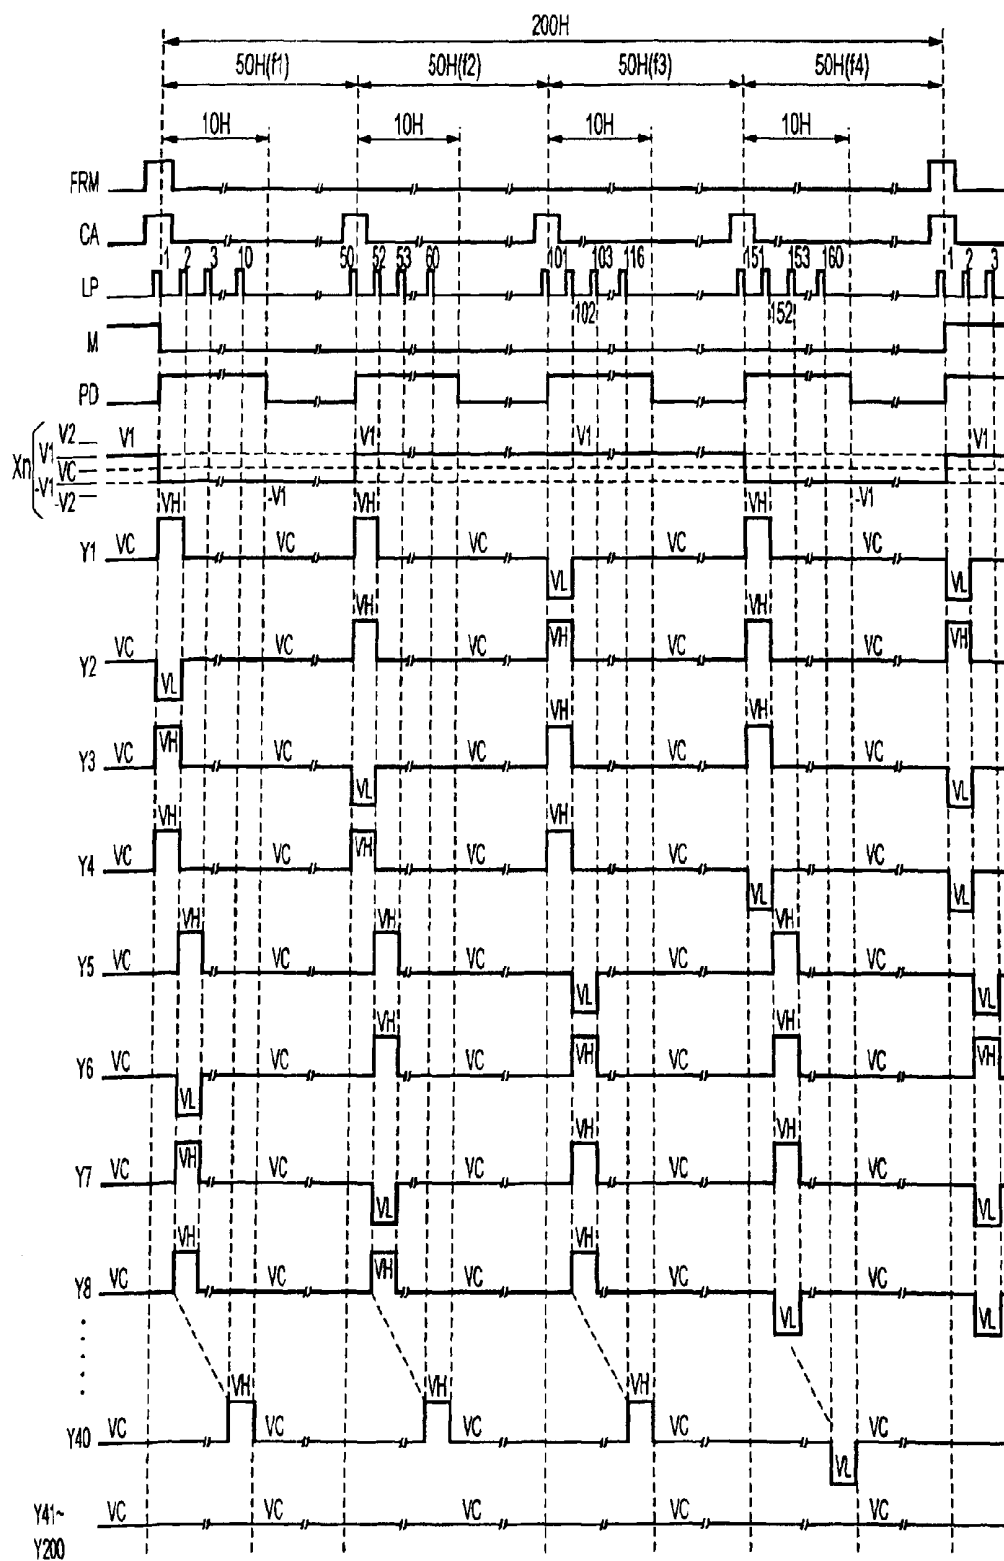 200H
50H(f1) 50H(f2) 50H(f3) 50H(f4)
10H 10H 10H 10H
FRM
CA
1 2 3 10 50 52 53 60 101 103 116 151 153 160 1 2 3
LP
102 152
M
PD
Xn V2 V1 VC -V1 -V2 V1 V1 V1 V1
-V1 -V1
VH VH VH
Y1 VC VC VC VC VC
VL VL
VH VH VH VH
Y2 VC VC VC VC VC
VL
VH VH VH
Y3 VC VC VC VC VC
VL VL
VH VH VH
Y4 VC VC VC VC VC
VL VL
VH VH VH
Y5 VC VC VC VC VC
VL VL
VH VH VH VH
Y6 VC VC VC VC VC
VL
VH VH VH
Y7 VC VC VC VC VC
VL VL
VH VH VH
Y8 VC VC VC VC VC
VL VL
VH VH VH
Y40 VC VC VC VC VC
VL
Y41~ VC VC VC VC VC
Y200